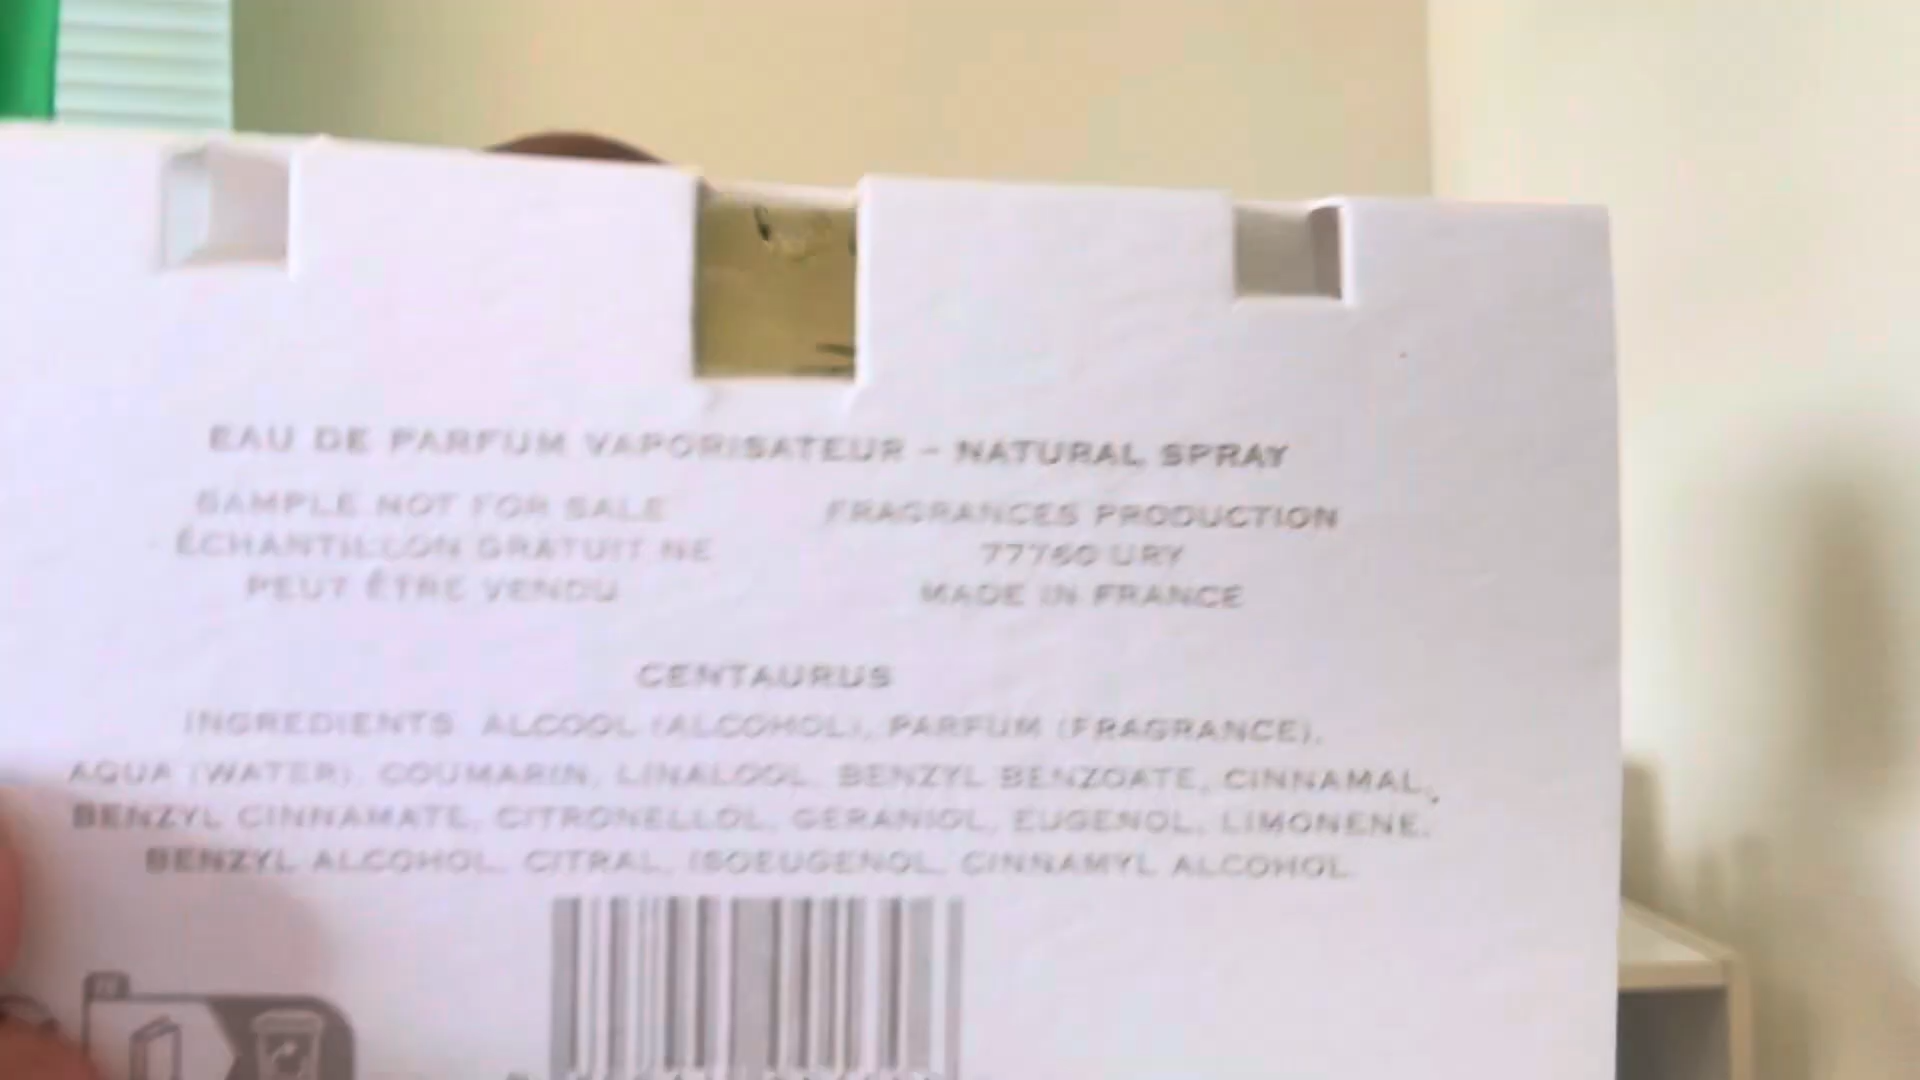 EAU DE PARFUM VAPORISATEUR – NATURAL SPRAY
SAMPLE NOT FOR SALE
ÉCHANTILLON GRATUIT NE
PEUT ÊTRE VENDU
FRAGRANCES PRODUCTION
77760 URY
MADE IN FRANCE
CENTAURUS
INGREDIENTS ALCOOL (ALCOHOL), PARFUM (FRAGRANCE),
AQUA (WATER), COUMARIN, LINALOOL, BENZYL BENZOATE, CINNAMAL,
BENZYL CINNAMATE, CITRONELLOL, GERANIOL, EUGENOL, LIMONENE,
BENZYL ALCOHOL, CITRAL, ISOEUGENOL, CINNAMYL ALCOHOL